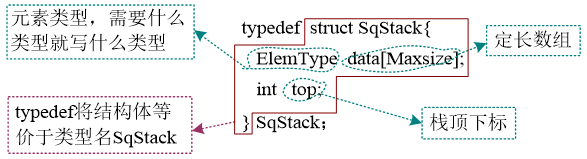 元素类型，需要什么
类型就写什么类型
typedef struct SqStack{
ElemType data[Maxsize];
int top;
} SqStack；
定长数组
栈顶下标
typedef将结构体等
价于类型名SqStack